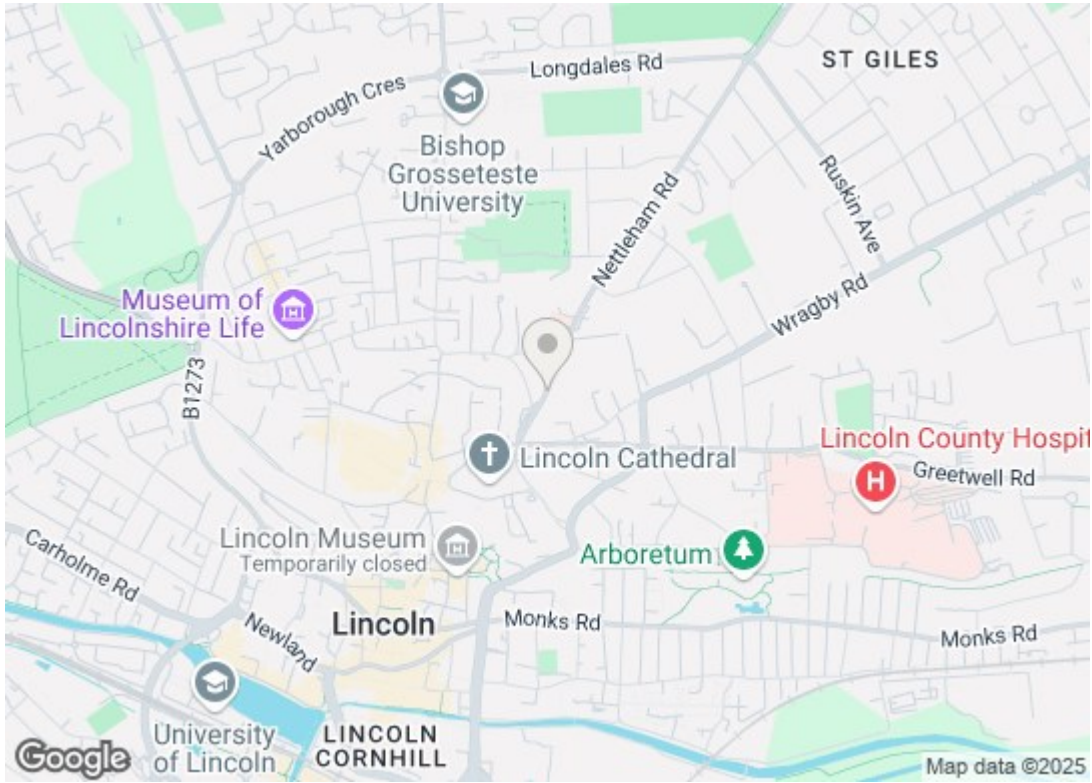 Longdales Rd
ST GILES
Yarborough Cres
Bishop
Grosseteste
University
Nettleham Rd
Ruskin Ave
Museum of
Lincolnshire Life
Wragby Rd
B1273
Lincoln Cathedral
Lincoln County Hospit
Greetwell Rd
Lincoln Museum
Temporarily closed
Arboretum
Carholme Rd
Newland
Lincoln
Monks Rd
Monks Rd
University
of Lincoln
LINCOLN
CORNHILL
Google
Map data ©2025